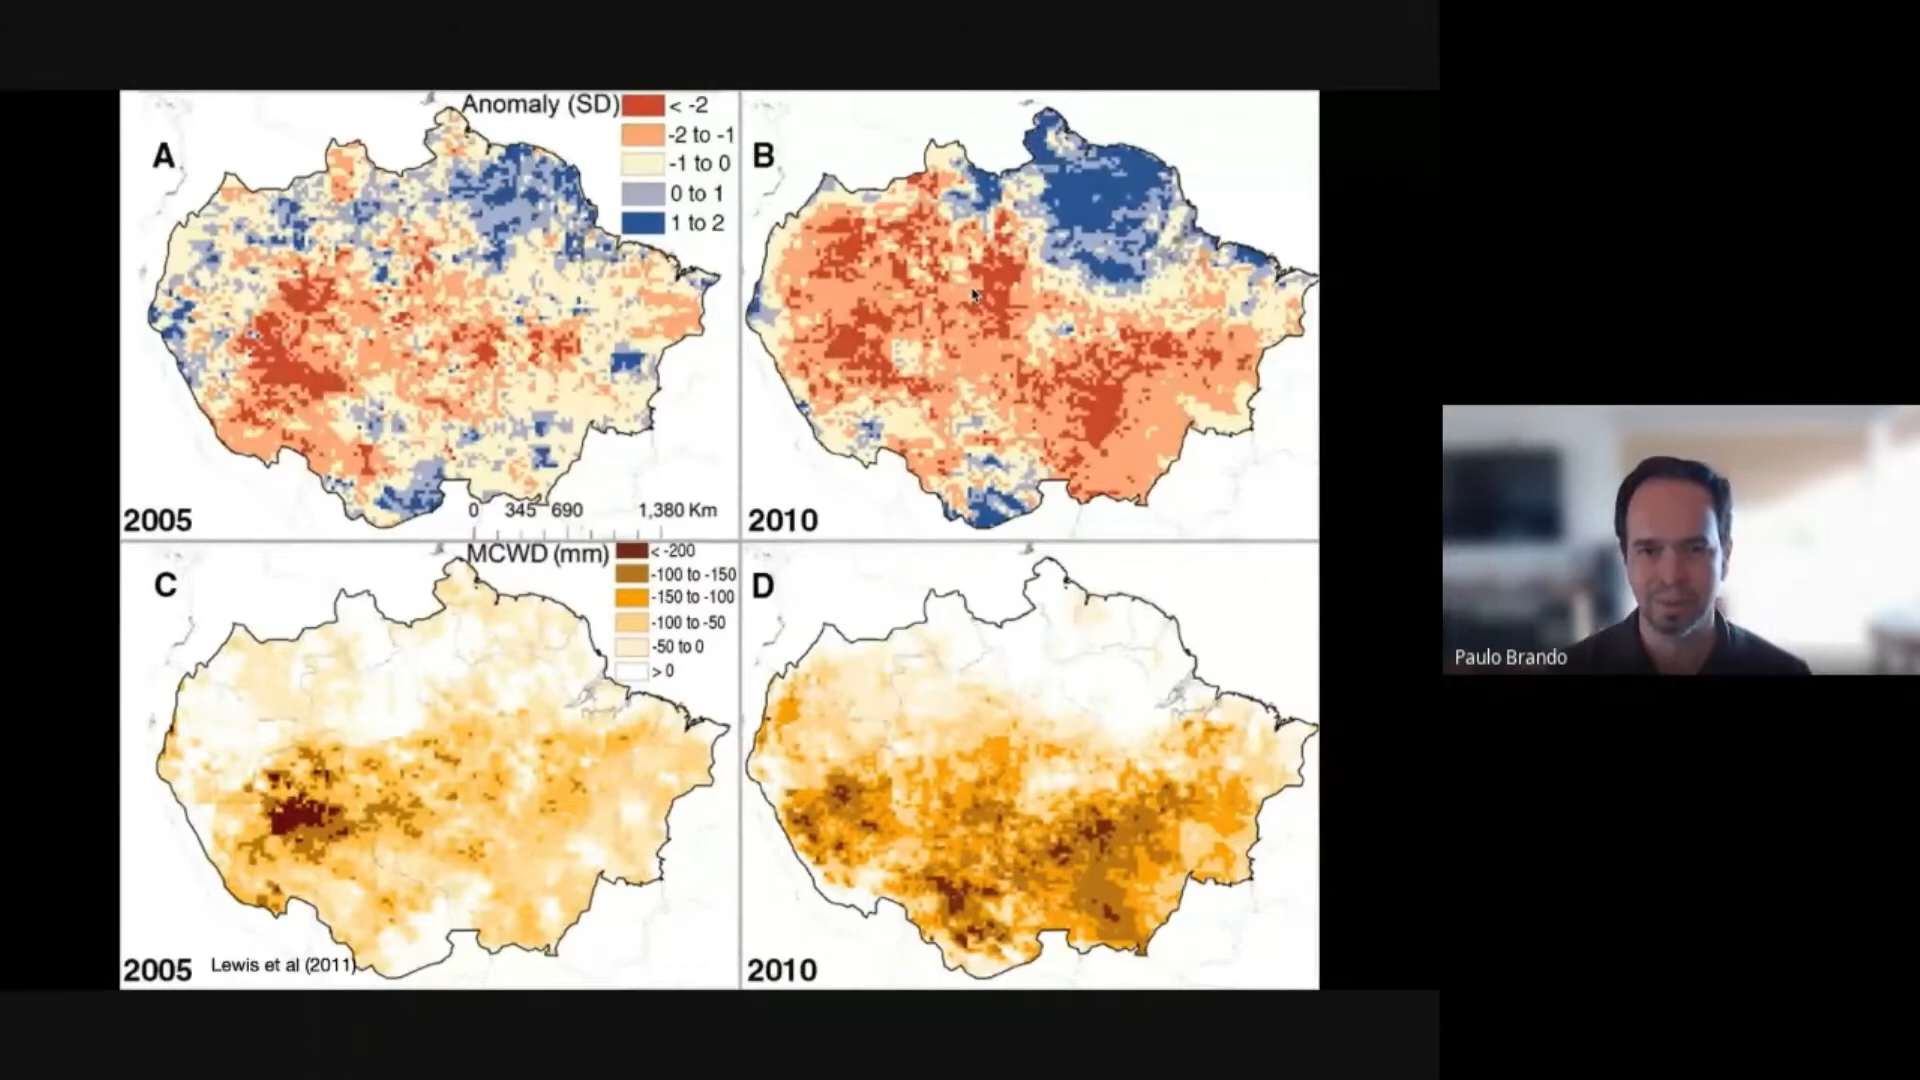 Anomaly (SD)
< -2
-2 to -1
-1 to 0
0 to 1
1 to 2
A
2005
0 345 690 1,380 Km
B
2010
MCWD (mm)
< -200
-100 to -150
-150 to -100
-100 to -50
-50 to 0
> 0
C
2005 Lewis et al (2011)
D
2010
Paulo Brando